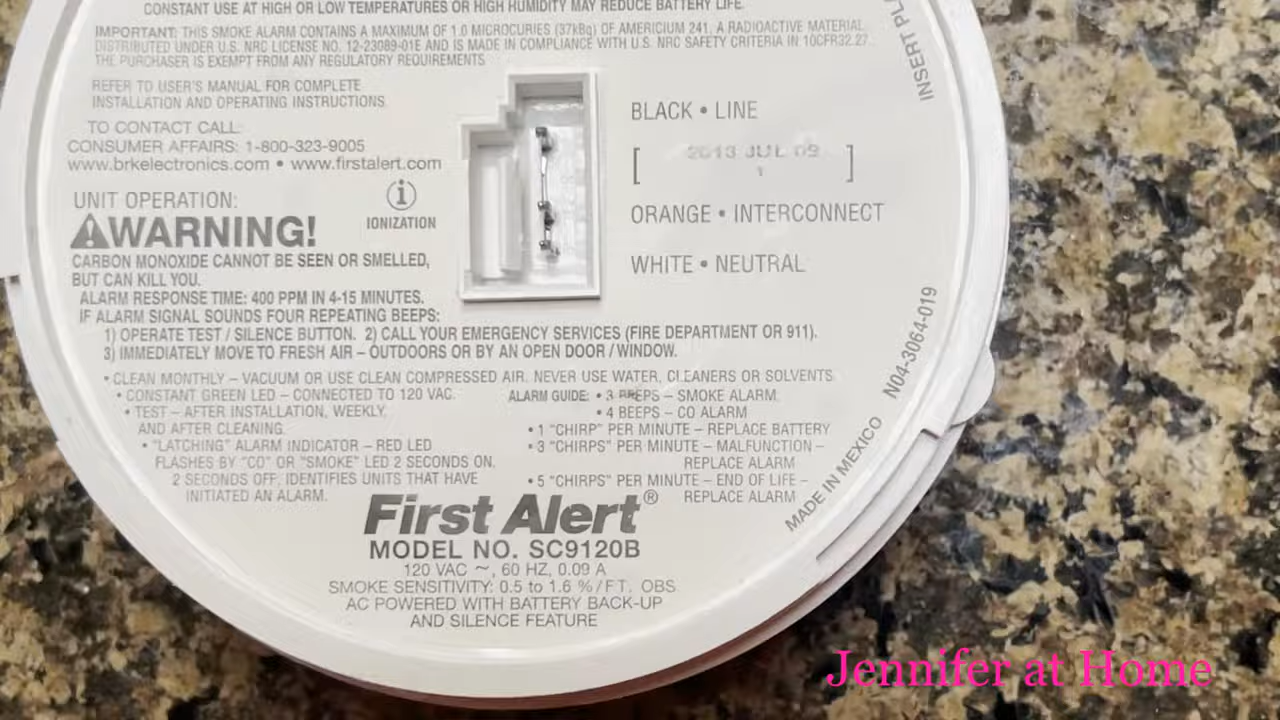 CONSTANT USE AT HIGH OR LOW TEMPERATURES OR HIGH HUMIDITY MAY REDUCE BATTERY LIFE.
IMPORTANT: THIS SMOKE ALARM CONTAINS A MAXIMUM OF 1.0 MICROCURIES (37kBq) OF AMERICIUM 241, A RADIOACTIVE MATERIAL.
DISTRIBUTED UNDER U.S. NRC LICENSE NO. 12-23089-01E AND IS MADE IN COMPLIANCE WITH U.S. NRC SAFETY CRITERIA IN 10CFR32.27.
THE PURCHASER IS EXEMPT FROM ANY REGULATORY REQUIREMENTS.
REFER TO USER'S MANUAL FOR COMPLETE
INSTALLATION AND OPERATING INSTRUCTIONS.
TO CONTACT CALL:
CONSUMER AFFAIRS: 1-800-323-9005
www.brkelectronics.com • www.firstalert.com
UNIT OPERATION:
WARNING!
i
IONIZATION
CARBON MONOXIDE CANNOT BE SEEN OR SMELLED,
BUT CAN KILL YOU.
ALARM RESPONSE TIME: 400 PPM IN 4-15 MINUTES.
IF ALARM SIGNAL SOUNDS FOUR REPEATING BEEPS:
1) OPERATE TEST / SILENCE BUTTON. 2) CALL YOUR EMERGENCY SERVICES (FIRE DEPARTMENT OR 911).
3) IMMEDIATELY MOVE TO FRESH AIR – OUTDOORS OR BY AN OPEN DOOR / WINDOW.
BLACK • LINE
[ 2013 JUL 09 ]
ORANGE • INTERCONNECT
WHITE • NEUTRAL
INSERT
N04-3064-019
MADE IN MEXICO
• CLEAN MONTHLY – VACUUM OR USE CLEAN COMPRESSED AIR. NEVER USE WATER, CLEANERS OR SOLVENTS.
• CONSTANT GREEN LED – CONNECTED TO 120 VAC.
• TEST – AFTER INSTALLATION, WEEKLY,
AND AFTER CLEANING.
• "LATCHING" ALARM INDICATOR – RED LED
FLASHES BY "CO" OR "SMOKE" LED 2 SECONDS ON,
2 SECONDS OFF; IDENTIFIES UNITS THAT HAVE
INITIATED AN ALARM.
ALARM GUIDE: • 3 BEEPS – SMOKE ALARM
• 4 BEEPS – CO ALARM
• 1 "CHIRP" PER MINUTE – REPLACE BATTERY
• 3 "CHIRPS" PER MINUTE – MALFUNCTION –
REPLACE ALARM
• 5 "CHIRPS" PER MINUTE – END OF LIFE –
REPLACE ALARM
First Alert®
MODEL NO. SC9120B
120 VAC ~, 60 HZ, 0.09 A
SMOKE SENSITIVITY: 0.5 to 1.6 % / FT. OBS
AC POWERED WITH BATTERY BACK-UP
AND SILENCE FEATURE
Jennifer at Home